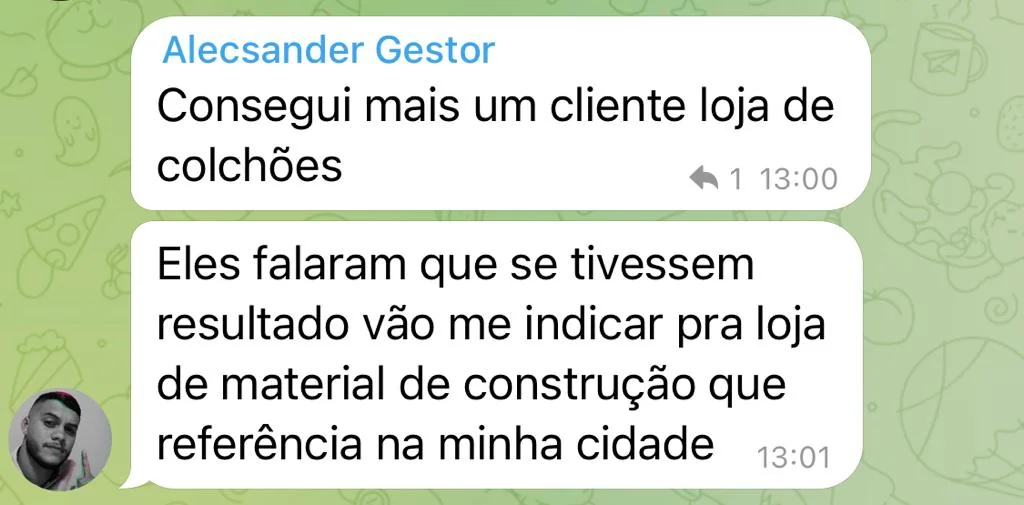 Alecsander Gestor
Consegui mais um cliente loja de
colchões
1 13:00
Eles falaram que se tivessem
resultado vão me indicar pra loja
de material de construção que
referência na minha cidade
13:01